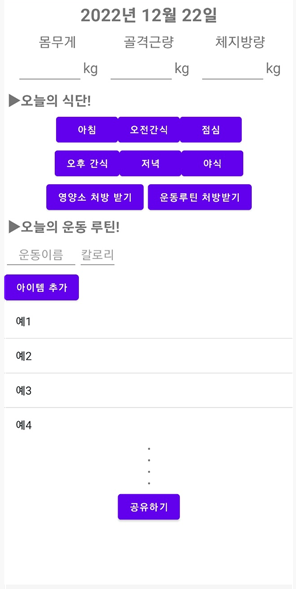 2022년 12월 22일
몸무게 골격근량 체지방량
kg kg kg
▶오늘의 식단!
아침 오전간식 점심
오후 간식 저녁 야식
영양소 처방 받기 운동루틴 처방받기
▶오늘의 운동 루틴!
운동이름 칼로리
아이템 추가
예1
예2
예3
예4
공유하기